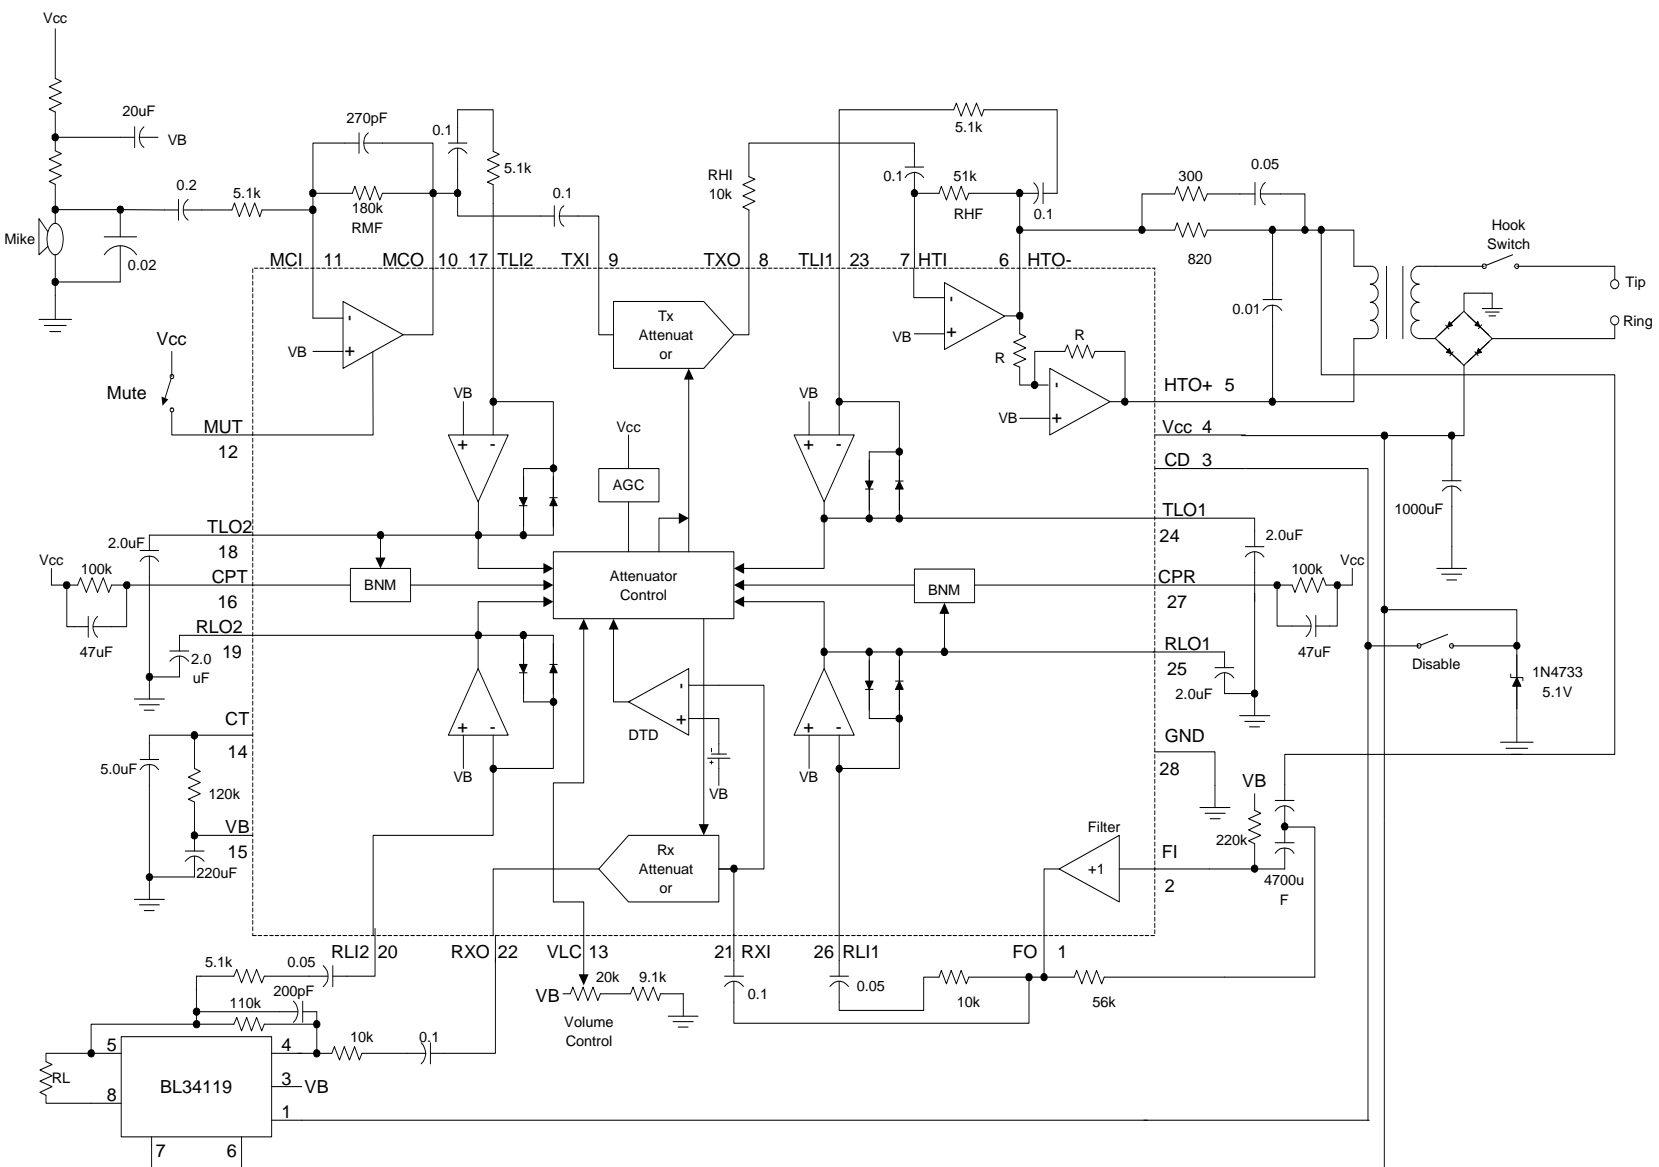 Vcc
20uF
VB
270pF
0.1
5.1k
0.2
5.1k
180k
RMF
0.1
Mike
0.02
RHI
10k
5.1k
0.1
51k
RHF
0.1
300
0.05
820
0.01
Hook
Switch
Tip
Ring
MCI 11
MCO 10
17 TLI2
TXI 9
TXO 8
TLI1 23
7 HTI
6 HTO-
Vcc
Mute
MUT
12
-
+
VB
Tx
Attenuat
or
-
+
VB
R
R
-
+
VB
HTO+ 5
Vcc 4
CD 3
VB
+ -
Vcc
AGC
VB
+ -
1000uF
TLO2
18
2.0uF
TLO1
24
2.0uF
Vcc
100k
CPT
16
47uF
BNM
Attenuator
Control
BNM
CPR
27
100k
Vcc
47uF
RLO2
19
2.0
uF
RLO1
25
2.0uF
Disable
1N4733
5.1V
CT
14
5.0uF
120k
VB
15
220uF
+ -
VB
DTD
-
+
+
-
VB
+ -
VB
GND
28
VB
220k
Filter
+1
FI
2
4700u
F
Rx
Attenuat
or
RLI2 20
RXO 22
VLC 13
21 RXI
26 RLI1
FO 1
5.1k
0.05
200pF
110k
VB
20k
9.1k
Volume
Control
0.1
0.05
10k
56k
10k
0.1
RL
5
8
BL34119
4
3
VB
1
7
6